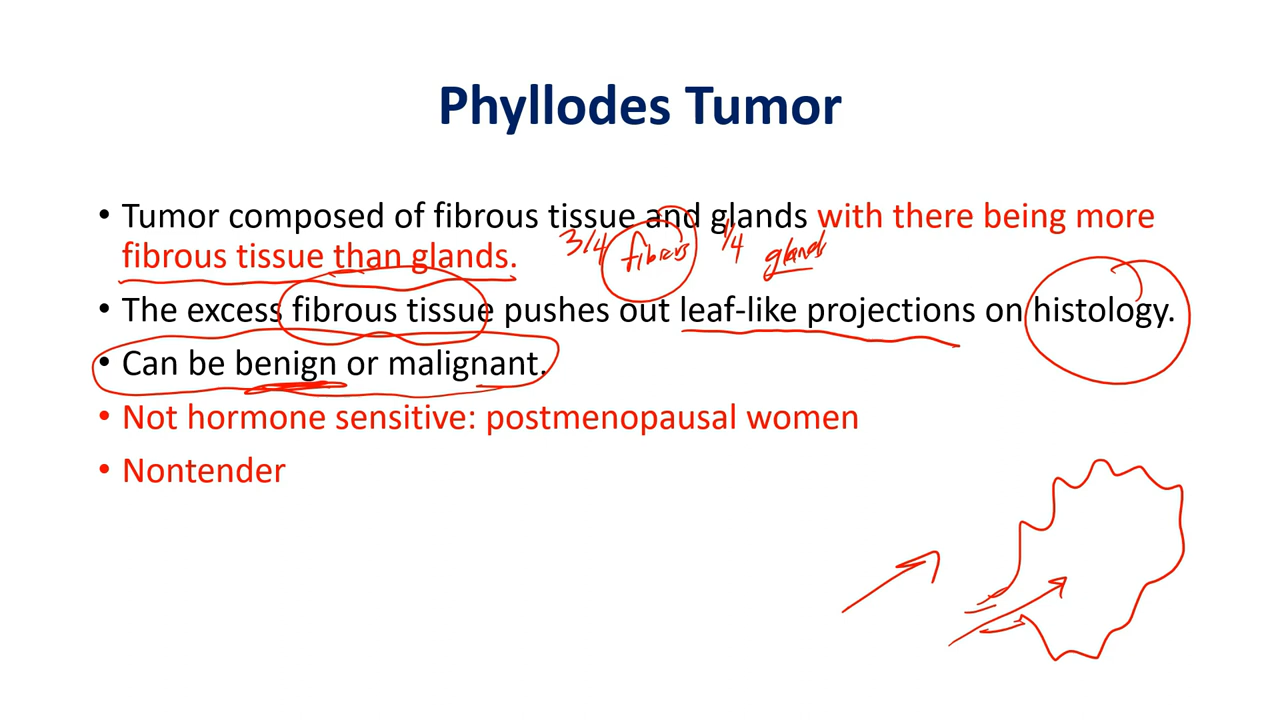 Phyllodes Tumor
• Tumor composed of fibrous tissue and glands with there being more
fibrous tissue than glands.
3/4 fibrous 1/4 glands
• The excess fibrous tissue pushes out leaf-like projections on histology.
• Can be benign or malignant.
• Not hormone sensitive: postmenopausal women
• Nontender